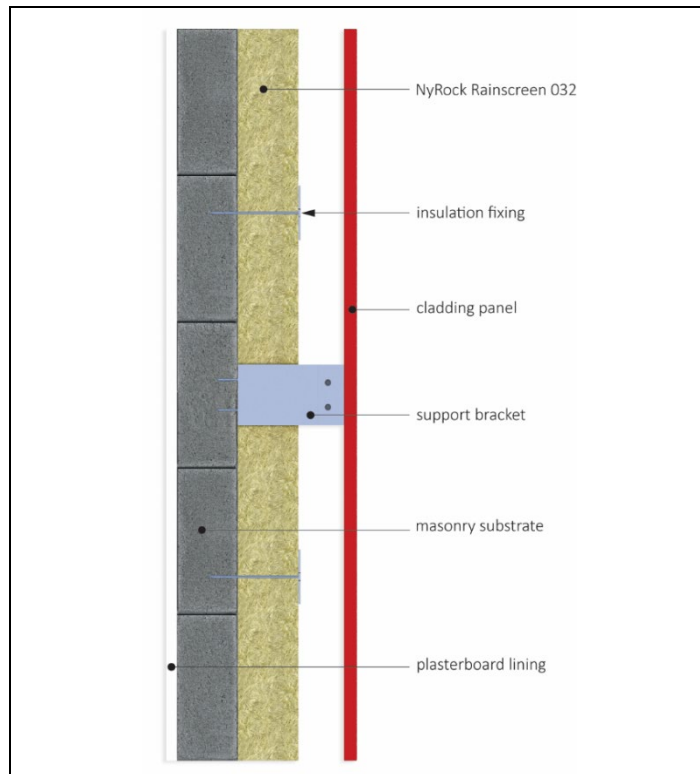 NyRock Rainscreen 032
insulation fixing
cladding panel
support bracket
masonry substrate
plasterboard lining